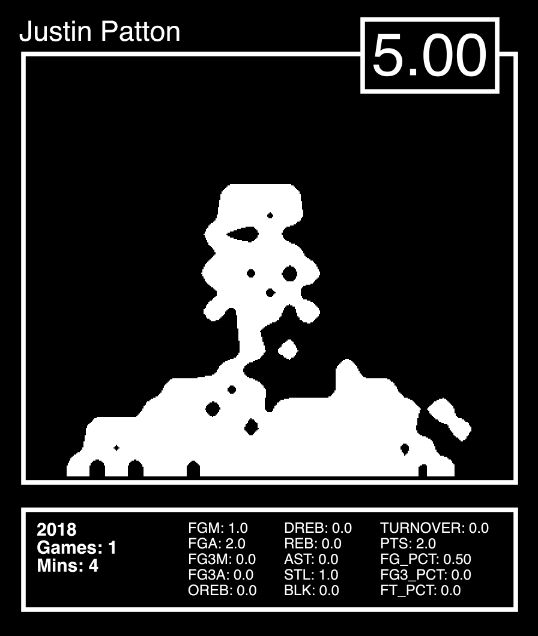 Justin Patton
5.00
2018
Games: 1
Mins: 4
FGM: 1.0
FGA: 2.0
FG3M: 0.0
FG3A: 0.0
OREB: 0.0
DREB: 0.0
REB: 0.0
AST: 0.0
STL: 1.0
BLK: 0.0
TURNOVER: 0.0
PTS: 2.0
FG_PCT: 0.50
FG3_PCT: 0.0
FT_PCT: 0.0